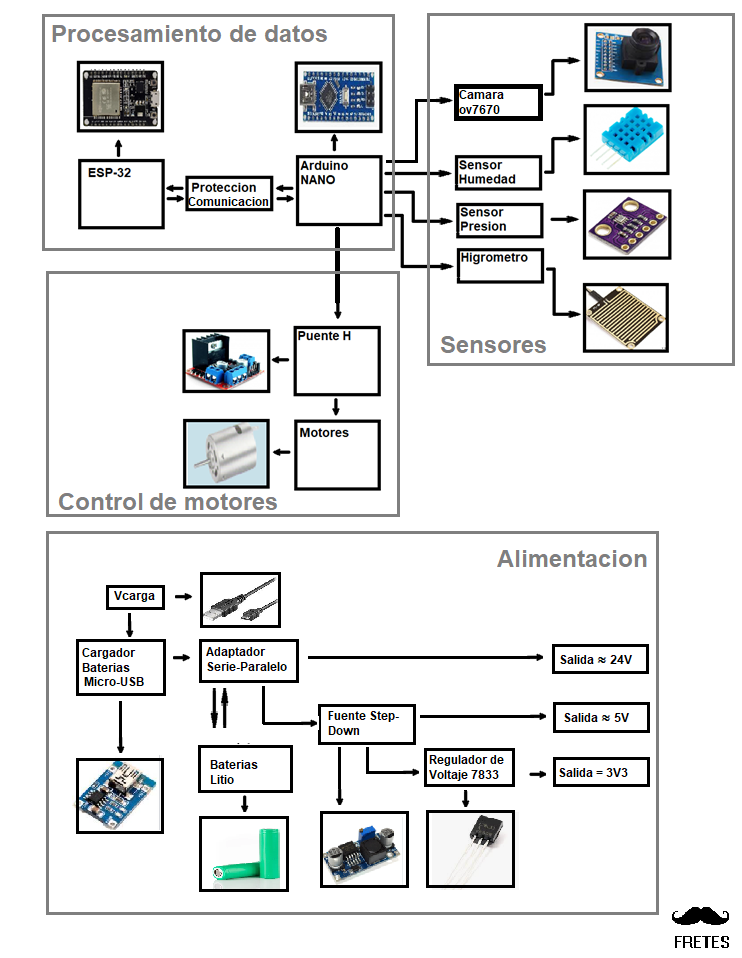 Procesamiento de datos
ESP-32
Proteccion
Comunicacion
Arduino
NANO
Camara
ov7670
Sensor
Humedad
Sensor
Presion
Higrometro
Sensores
Puente H
Motores
Control de motores
Alimentacion
Vcarga
Cargador
Baterias
Micro-USB
Adaptador
Serie-Paralelo
Salida ≈ 24V
Fuente Step-
Down
Salida ≈ 5V
Baterias
Litio
Regulador de
Voltaje 7833
Salida = 3V3
FRETES